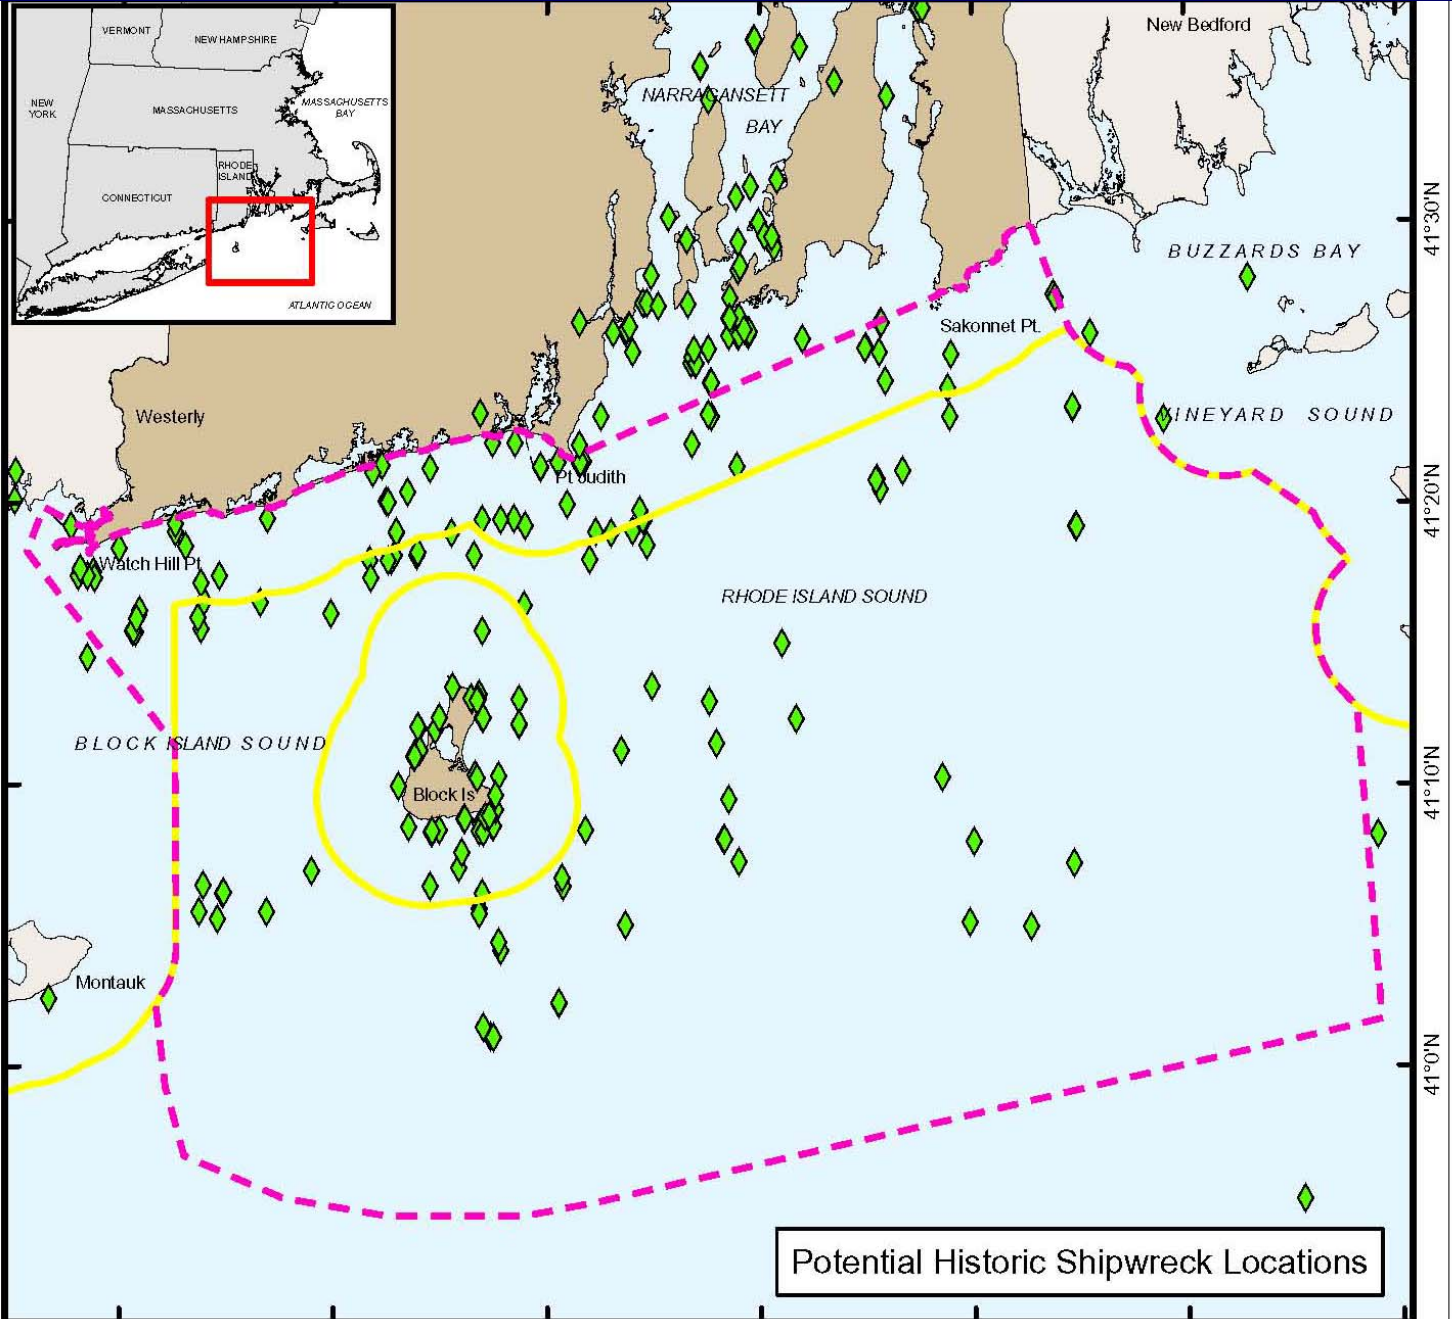 VERMONT
NEW HAMPSHIRE
NEW
YORK
MASSACHUSETTS
MASSACHUSETTS
BAY
RHODE
ISLAND
CONNECTICUT
ATLANTIC OCEAN
New Bedford
NARRAGANSETT
BAY
41°30'N
BUZZARDS BAY
Sakonnet Pt.
Westerly
VINEYARD SOUND
Pt Judith
41°20'N
Watch Hill Pt
RHODE ISLAND SOUND
BLOCK ISLAND SOUND
41°10'N
Block Is
Montauk
41°0'N
Potential Historic Shipwreck Locations